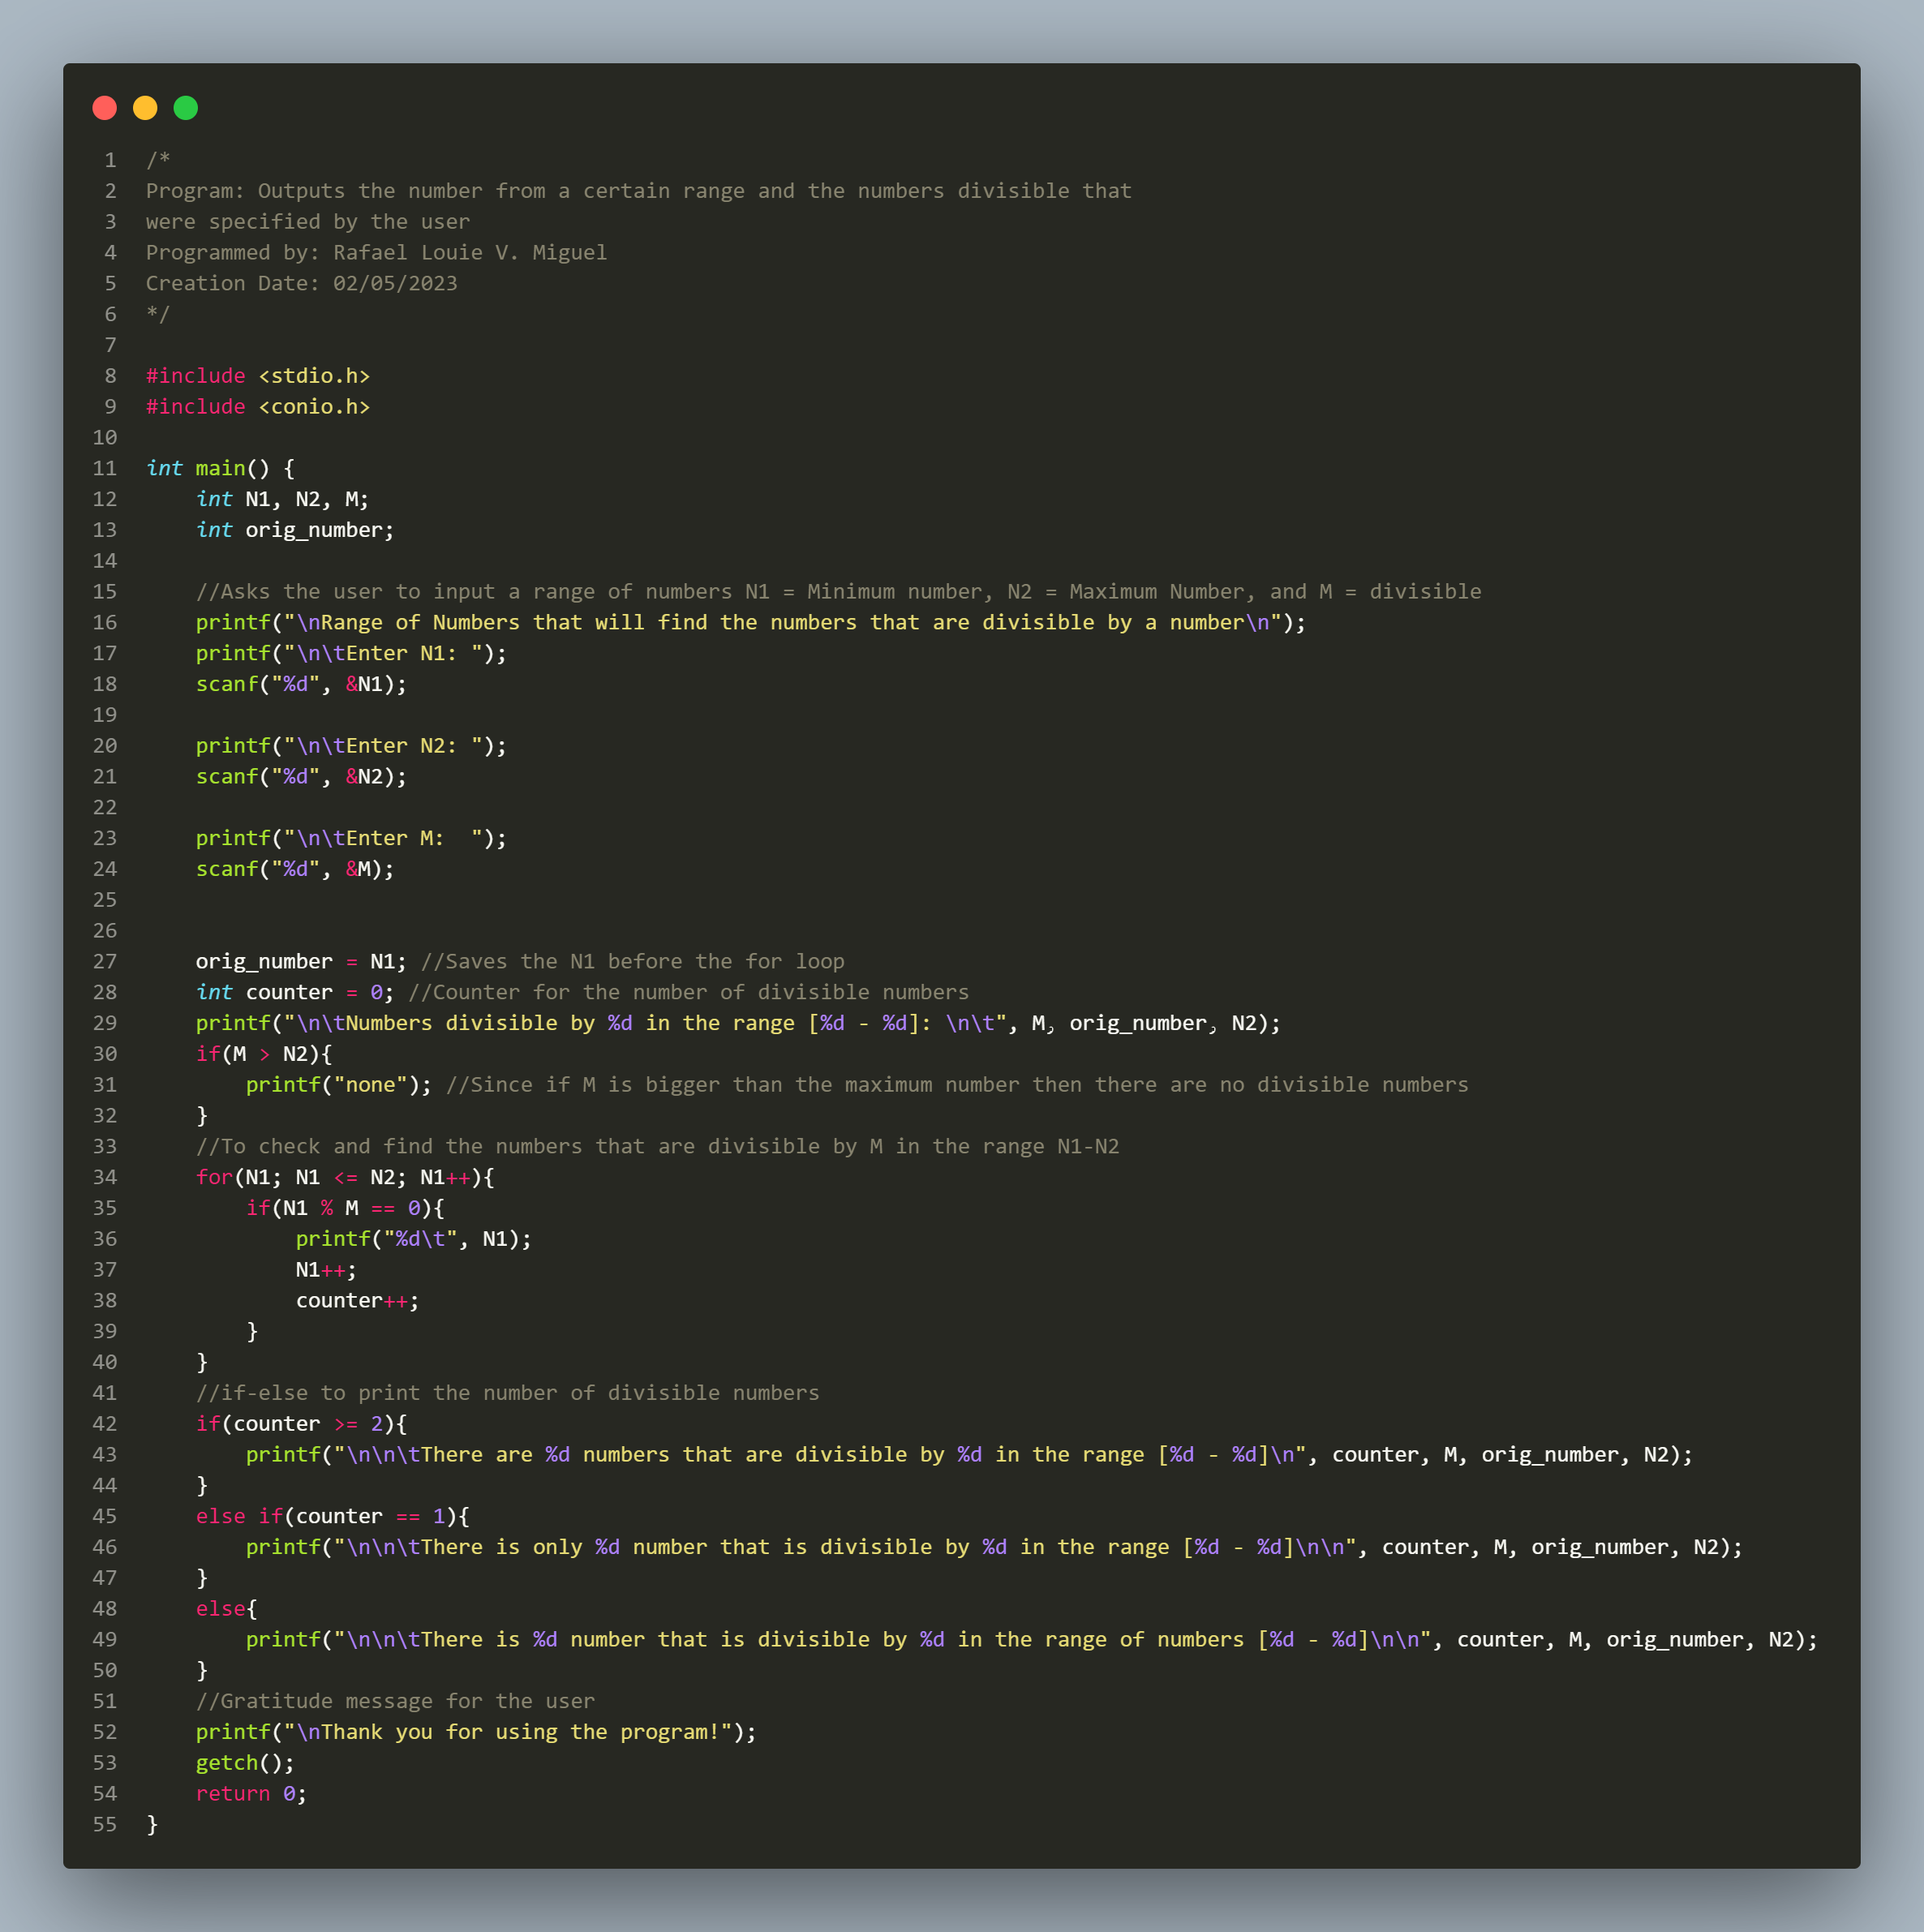 1 /*
2 Program: Outputs the number from a certain range and the numbers divisible that
3 were specified by the user
4 Programmed by: Rafael Louie V. Miguel
5 Creation Date: 02/05/2023
6 */
7
8 #include <stdio.h>
9 #include <conio.h>
10
11 int main() {
12     int N1, N2, M;
13     int orig_number;
14
15     //Asks the user to input a range of numbers N1 = Minimum number, N2 = Maximum Number, and M = divisible
16     printf("\nRange of Numbers that will find the numbers that are divisible by a number\n");
17     printf("\n\tEnter N1: ");
18     scanf("%d", &N1);
19
20     printf("\n\tEnter N2: ");
21     scanf("%d", &N2);
22
23     printf("\n\tEnter M:  ");
24     scanf("%d", &M);
25
26
27     orig_number = N1; //Saves the N1 before the for loop
28     int counter = 0; //Counter for the number of divisible numbers
29     printf("\n\tNumbers divisible by %d in the range [%d - %d]: \n\t", M, orig_number, N2);
30     if(M > N2){
31         printf("none"); //Since if M is bigger than the maximum number then there are no divisible numbers
32     }
33     //To check and find the numbers that are divisible by M in the range N1-N2
34     for(N1; N1 <= N2; N1++){
35         if(N1 % M == 0){
36             printf("%d\t", N1);
37             N1++;
38             counter++;
39         }
40     }
41     //if-else to print the number of divisible numbers
42     if(counter >= 2){
43         printf("\n\n\tThere are %d numbers that are divisible by %d in the range [%d - %d]\n", counter, M, orig_number, N2);
44     }
45     else if(counter == 1){
46         printf("\n\n\tThere is only %d number that is divisible by %d in the range [%d - %d]\n\n", counter, M, orig_number, N2);
47     }
48     else{
49         printf("\n\n\tThere is %d number that is divisible by %d in the range of numbers [%d - %d]\n\n", counter, M, orig_number, N2);
50     }
51     //Gratitude message for the user
52     printf("\nThank you for using the program!");
53     getch();
54     return 0;
55 }